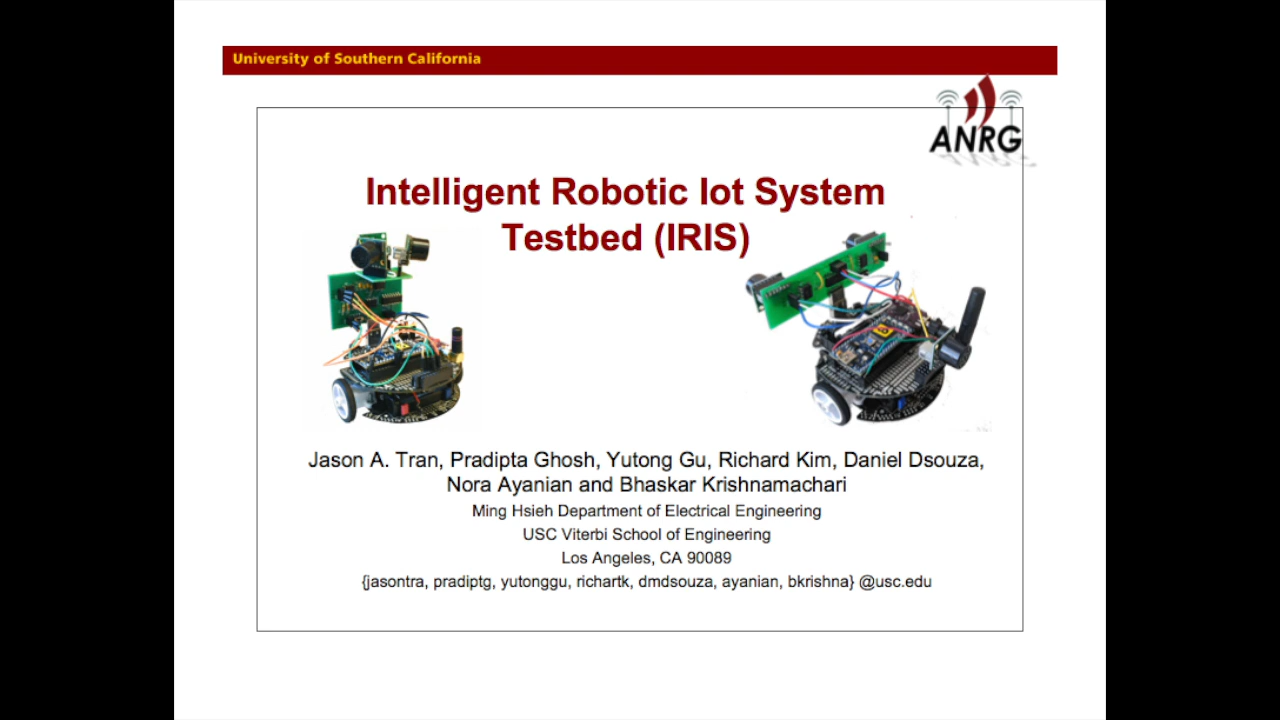 University of Southern California
ANRG
Intelligent Robotic Iot System
Testbed (IRIS)
Jason A. Tran, Pradipta Ghosh, Yutong Gu, Richard Kim, Daniel Dsouza,
Nora Ayanian and Bhaskar Krishnamachari
Ming Hsieh Department of Electrical Engineering
USC Viterbi School of Engineering
Los Angeles, CA 90089
{jasontra, pradiptg, yutonggu, richartk, dmdsouza, ayanian, bkrishna} @usc.edu